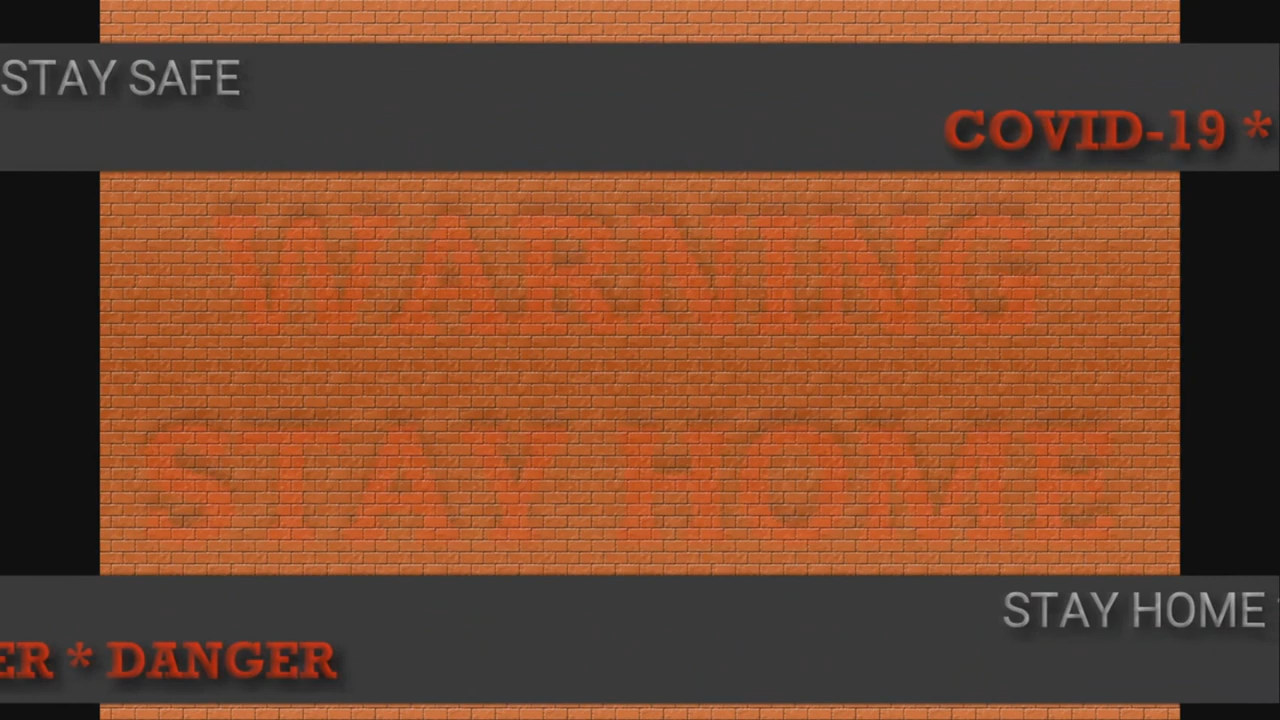 STAY SAFE
COVID-19 *
WARNING
STAY HOME
STAY HOME
ER * DANGER